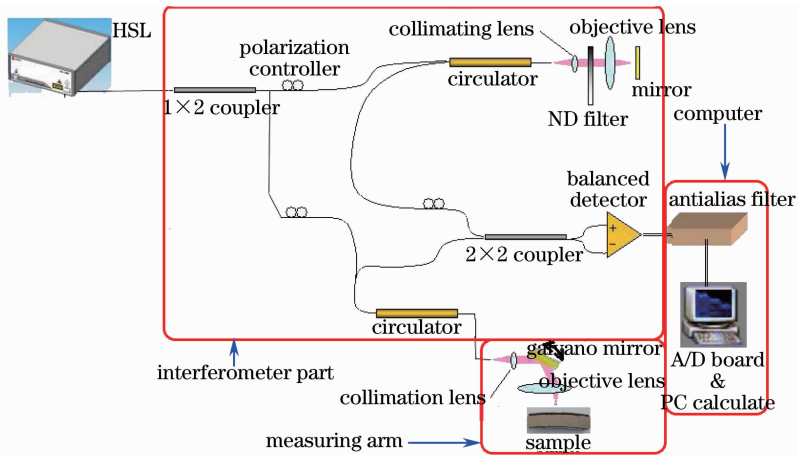 HSL
collimating lens
objective lens
polarization
controller
circulator
mirror
1×2 coupler
ND filter
computer
balanced
detector
antialias filter
+
−
2×2 coupler
circulator
galvano mirror
A/D board
&
PC calculate
interferometer part
objective lens
collimation lens
measuring arm
sample